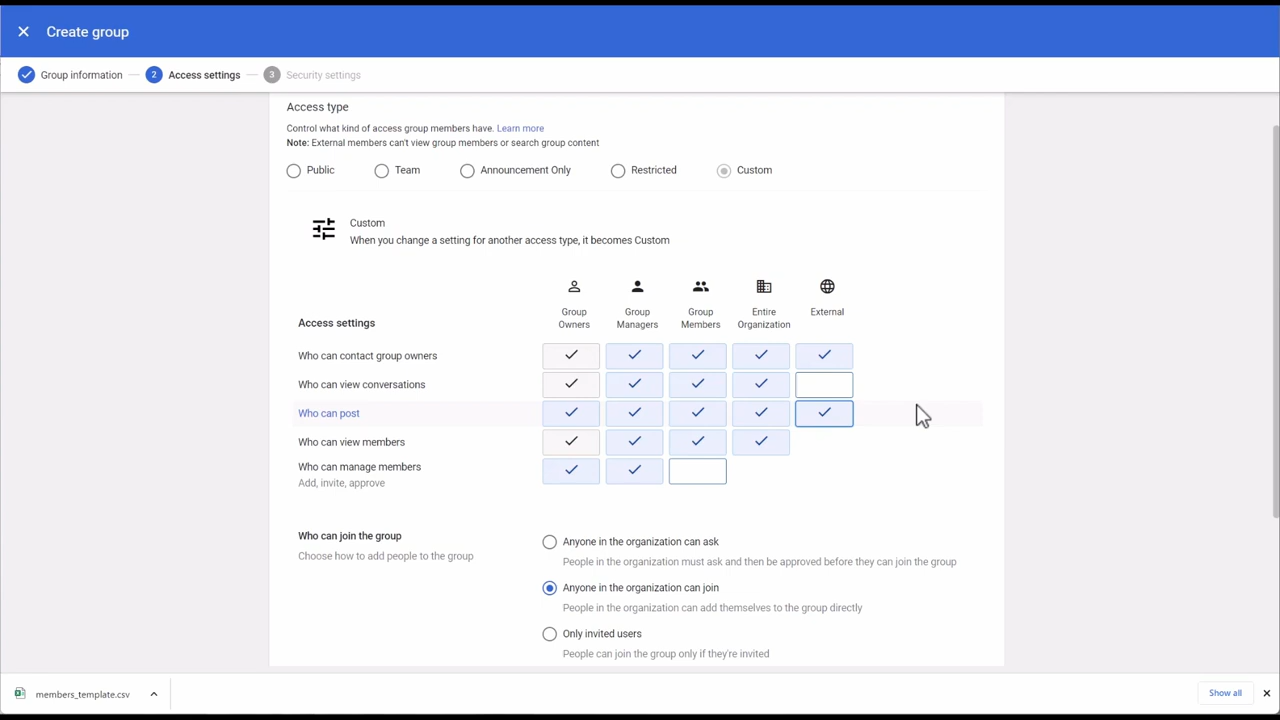 Create group
Group information
2 Access settings
3 Security settings
Access type
Control what kind of access group members have. Learn more
Note: External members can't view group members or search group content
Public Team Announcement Only Restricted Custom
Custom
When you change a setting for another access type, it becomes Custom
Access settings
Group Owners
Group Managers
Group Members
Entire Organization
External
Who can contact group owners
Who can view conversations
Who can post
Who can view members
Who can manage members
Add, invite, approve
Who can join the group
Choose how to add people to the group
Anyone in the organization can ask
People in the organization must ask and then be approved before they can join the group
Anyone in the organization can join
People in the organization can add themselves to the group directly
Only invited users
People can join the group only if they're invited
members_template.csv
Show all